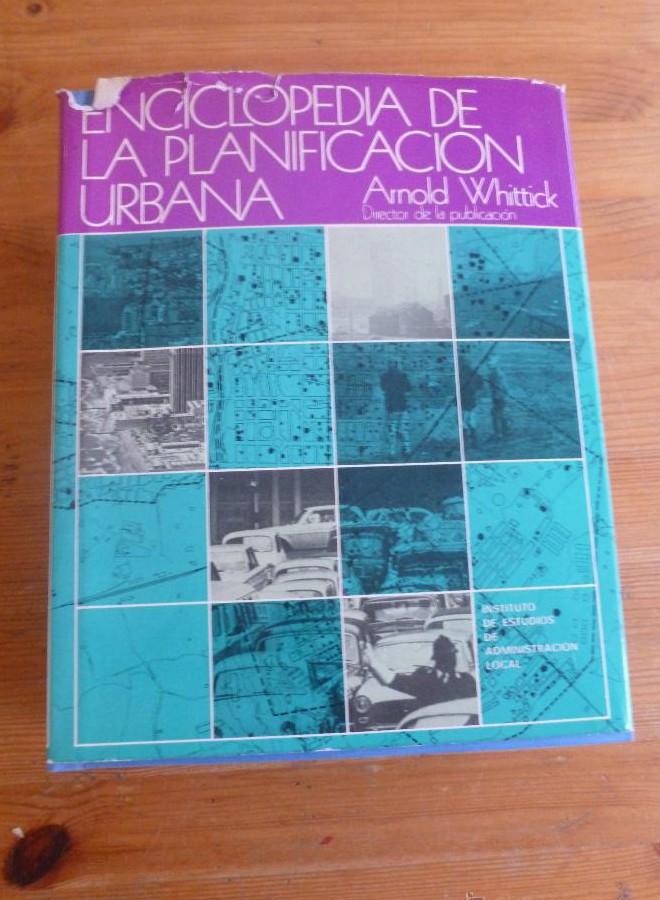 ENCICLOPEDIA DE
LA PLANIFICACION
URBANA
Arnold Whittick
Director de la publicación
INSTITUTO
DE ESTUDIOS
DE
ADMINISTRACION
LOCAL